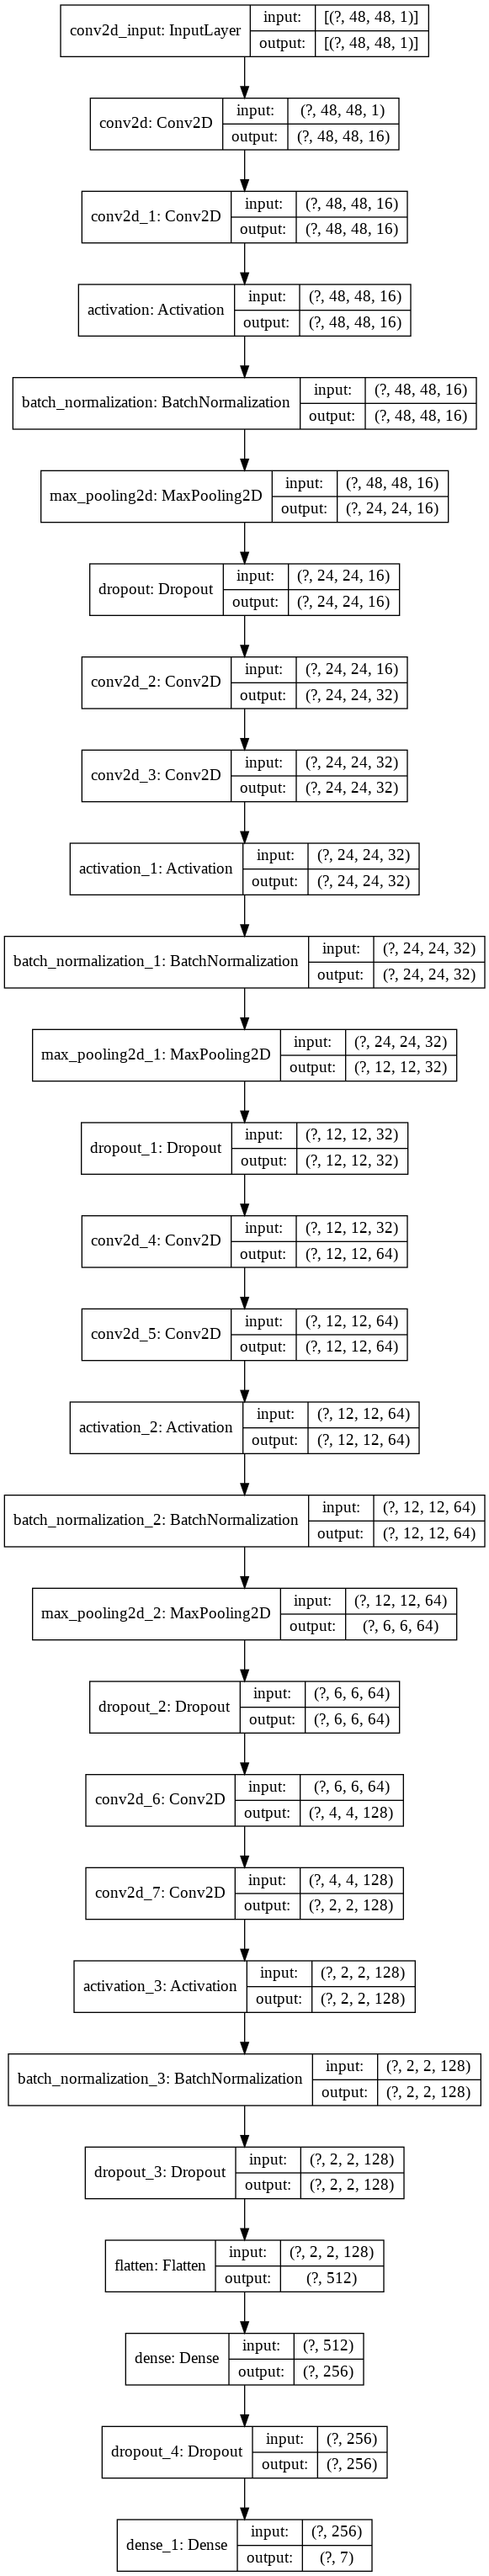 conv2d_input: InputLayer input: [(?, 48, 48, 1)]
output: [(?, 48, 48, 1)]
conv2d: Conv2D input: (?, 48, 48, 1)
output: (?, 48, 48, 16)
conv2d_1: Conv2D input: (?, 48, 48, 16)
output: (?, 48, 48, 16)
activation: Activation input: (?, 48, 48, 16)
output: (?, 48, 48, 16)
batch_normalization: BatchNormalization input: (?, 48, 48, 16)
output: (?, 48, 48, 16)
max_pooling2d: MaxPooling2D input: (?, 48, 48, 16)
output: (?, 24, 24, 16)
dropout: Dropout input: (?, 24, 24, 16)
output: (?, 24, 24, 16)
conv2d_2: Conv2D input: (?, 24, 24, 16)
output: (?, 24, 24, 32)
conv2d_3: Conv2D input: (?, 24, 24, 32)
output: (?, 24, 24, 32)
activation_1: Activation input: (?, 24, 24, 32)
output: (?, 24, 24, 32)
batch_normalization_1: BatchNormalization input: (?, 24, 24, 32)
output: (?, 24, 24, 32)
max_pooling2d_1: MaxPooling2D input: (?, 24, 24, 32)
output: (?, 12, 12, 32)
dropout_1: Dropout input: (?, 12, 12, 32)
output: (?, 12, 12, 32)
conv2d_4: Conv2D input: (?, 12, 12, 32)
output: (?, 12, 12, 64)
conv2d_5: Conv2D input: (?, 12, 12, 64)
output: (?, 12, 12, 64)
activation_2: Activation input: (?, 12, 12, 64)
output: (?, 12, 12, 64)
batch_normalization_2: BatchNormalization input: (?, 12, 12, 64)
output: (?, 12, 12, 64)
max_pooling2d_2: MaxPooling2D input: (?, 12, 12, 64)
output: (?, 6, 6, 64)
dropout_2: Dropout input: (?, 6, 6, 64)
output: (?, 6, 6, 64)
conv2d_6: Conv2D input: (?, 6, 6, 64)
output: (?, 4, 4, 128)
conv2d_7: Conv2D input: (?, 4, 4, 128)
output: (?, 2, 2, 128)
activation_3: Activation input: (?, 2, 2, 128)
output: (?, 2, 2, 128)
batch_normalization_3: BatchNormalization input: (?, 2, 2, 128)
output: (?, 2, 2, 128)
dropout_3: Dropout input: (?, 2, 2, 128)
output: (?, 2, 2, 128)
flatten: Flatten input: (?, 2, 2, 128)
output: (?, 512)
dense: Dense input: (?, 512)
output: (?, 256)
dropout_4: Dropout input: (?, 256)
output: (?, 256)
dense_1: Dense input: (?, 256)
output: (?, 7)